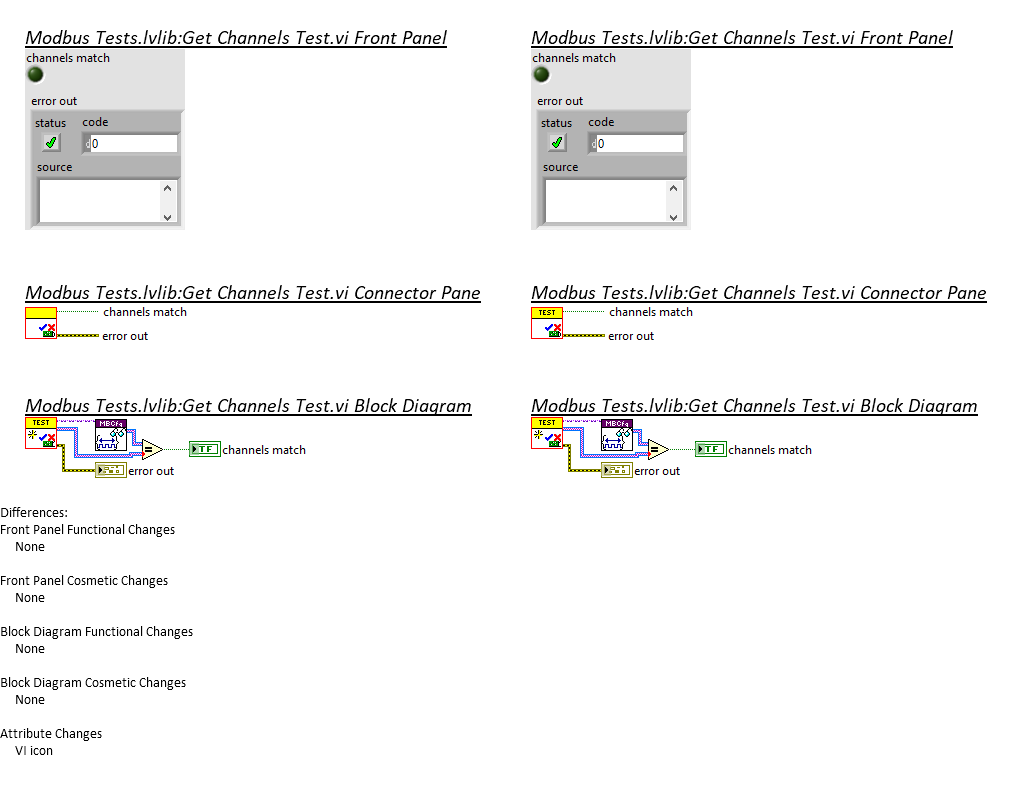 Modbus Tests.lvlib:Get Channels Test.vi Front Panel
channels match
error out
status code
0
source
Modbus Tests.lvlib:Get Channels Test.vi Front Panel
channels match
error out
status code
0
source
Modbus Tests.lvlib:Get Channels Test.vi Connector Pane
channels match
error out
Modbus Tests.lvlib:Get Channels Test.vi Connector Pane
TEST
channels match
error out
Modbus Tests.lvlib:Get Channels Test.vi Block Diagram
TEST
MBCfg
=
TF
channels match
error out
Modbus Tests.lvlib:Get Channels Test.vi Block Diagram
TEST
MBCfg
=
TF
channels match
error out
Differences:
Front Panel Functional Changes
None
Front Panel Cosmetic Changes
None
Block Diagram Functional Changes
None
Block Diagram Cosmetic Changes
None
Attribute Changes
VI icon